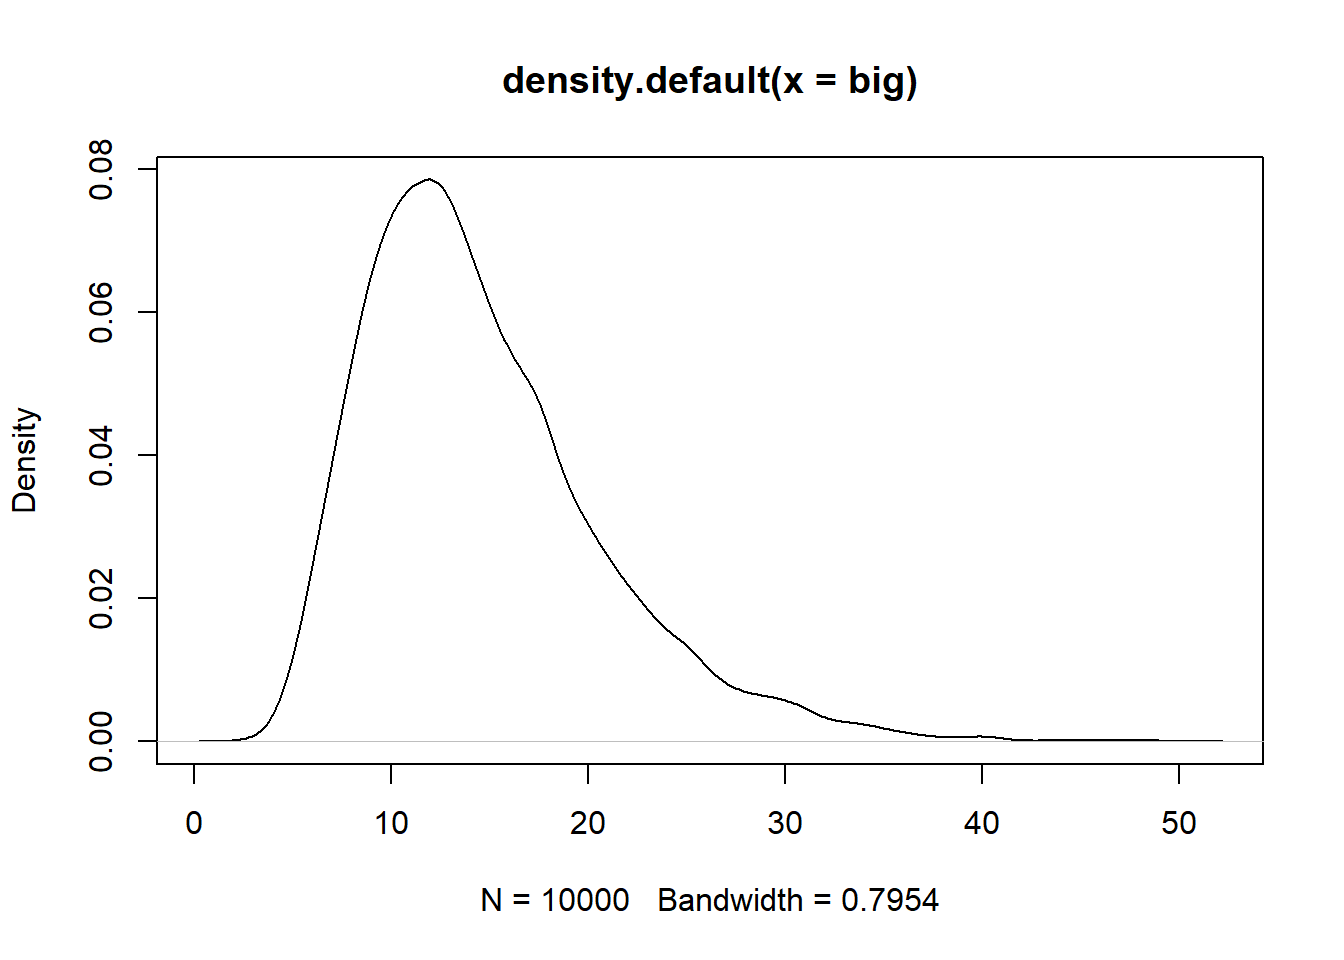 density.default(x = big)
Density
0.08
0.06
0.04
0.02
0.00
0 10 20 30 40 50
N = 10000 Bandwidth = 0.7954